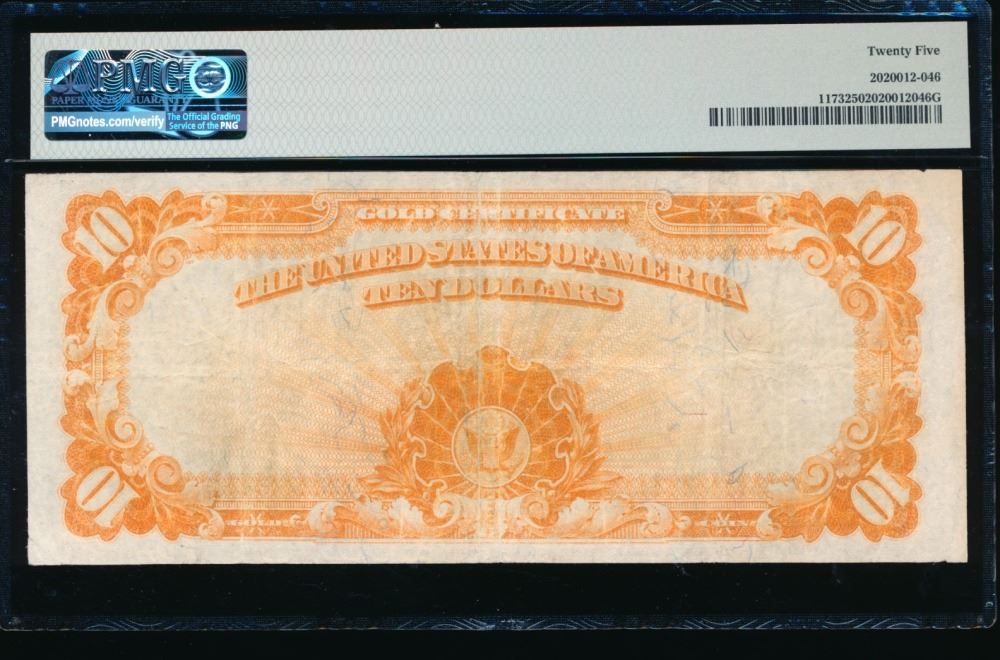 PMG
PAPER MONEY GUARANTY
PMGnotes.com/verify
The Official Grading
Service of the PNG
Twenty Five
2020012-046
11732502020012046G
10
GOLD CERTIFICATE
10
THE UNITED STATES OF AMERICA
TEN DOLLARS
10
GOLD
COIN
10